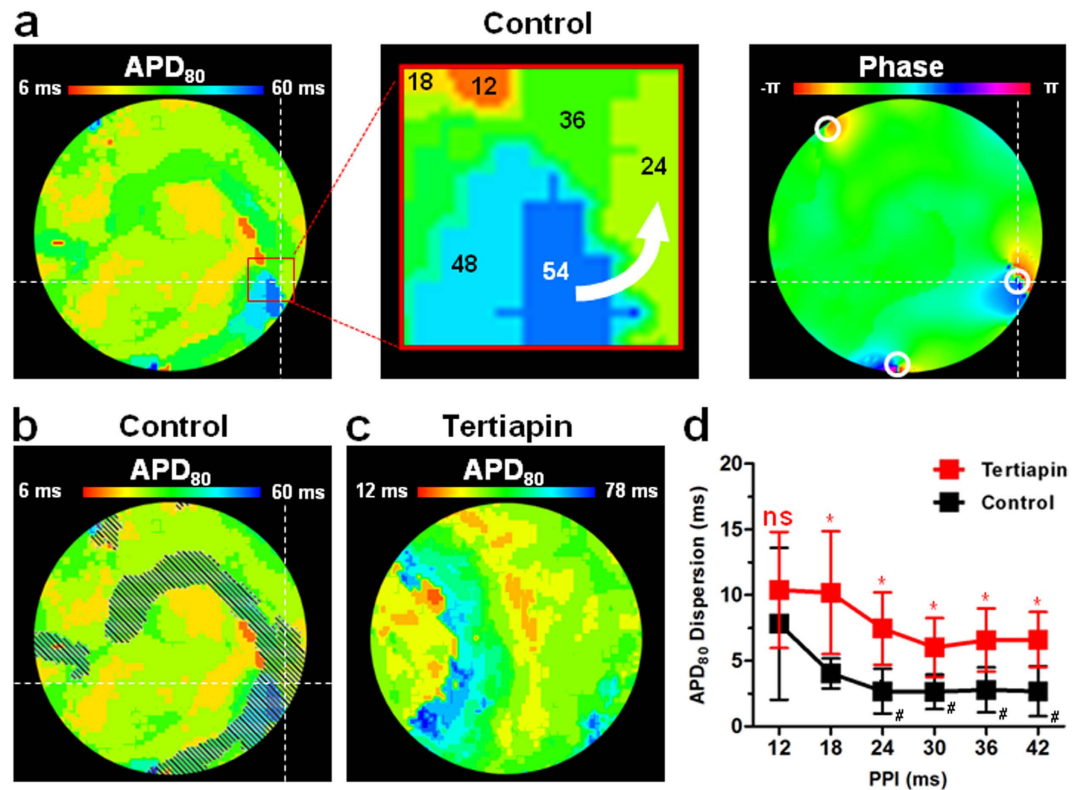 a
Control
APD80
6 ms 60 ms
18 12
36
24
48 54
Phase
-π π
b
Control
APD80
6 ms 60 ms
c
Tertiapin
APD80
12 ms 78 ms
d
APD80 Dispersion (ms)
20
15
10
5
0
Tertiapin
Control
ns * * * * *
# # # #
12 18 24 30 36 42
PPI (ms)